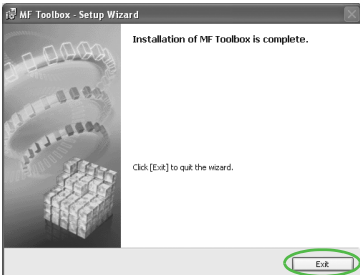 MF Toolbox - Setup Wizard
Installation of MF Toolbox is complete.
Click [Exit] to quit the wizard.
Exit